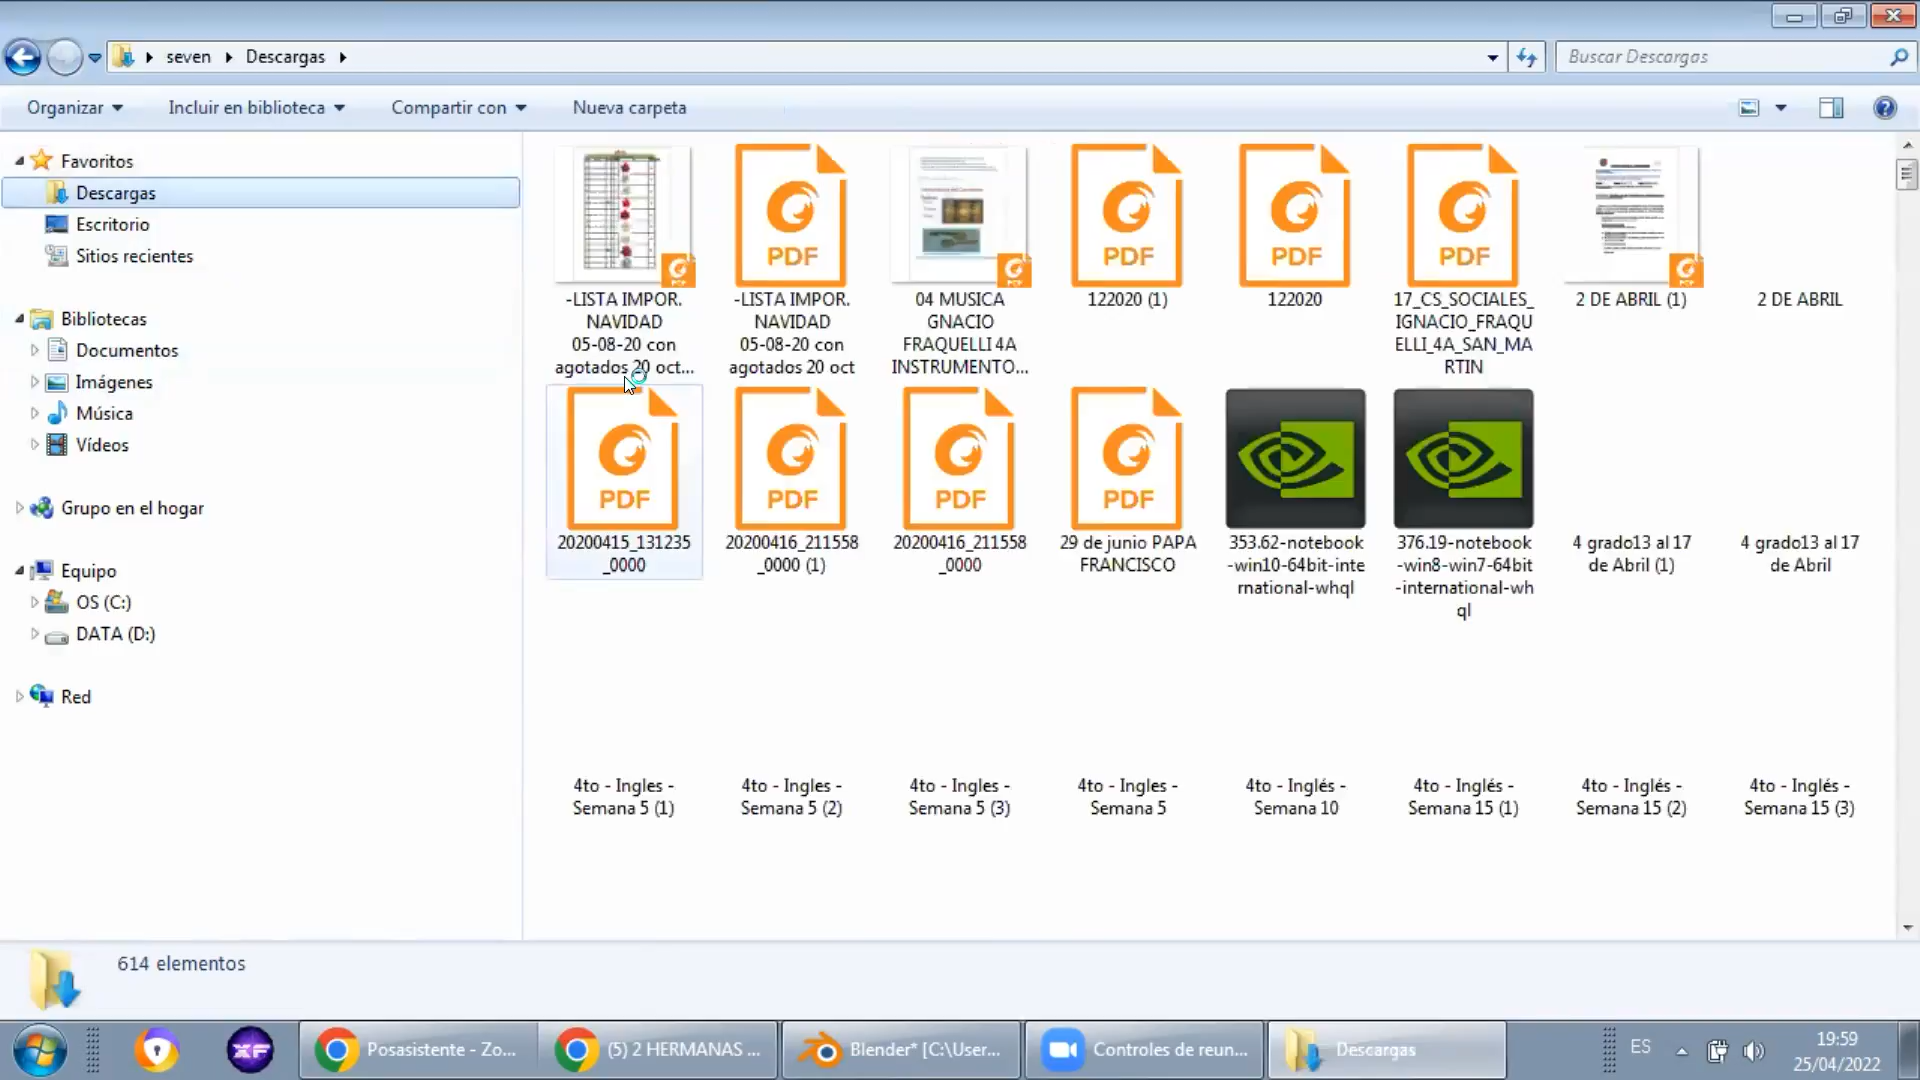 seven
Descargas
Buscar Descargas
Organizar
Incluir en biblioteca
Compartir con
Nueva carpeta
Favoritos
Descargas
Escritorio
Sitios recientes
Bibliotecas
Documentos
Imágenes
Música
Vídeos
Grupo en el hogar
Equipo
OS (C:)
DATA (D:)
Red
PDF
PDF
PDF
PDF
-LISTA IMPOR.
NAVIDAD
05-08-20 con
agotados 20 oct...
-LISTA IMPOR.
NAVIDAD
05-08-20 con
agotados 20 oct
04 MUSICA
GNACIO
FRAQUELLI 4A
INSTRUMENTO...
122020 (1)
122020
17_CS_SOCIALES_
IGNACIO_FRAQU
ELLI_4A_SAN_MA
RTIN
2 DE ABRIL (1)
2 DE ABRIL
PDF
PDF
PDF
PDF
20200415_131235
_0000
20200416_211558
_0000 (1)
20200416_211558
_0000
29 de junio PAPA
FRANCISCO
353.62-notebook
-win10-64bit-inte
rnational-whql
376.19-notebook
-win8-win7-64bit
-international-wh
ql
4 grado13 al 17
de Abril (1)
4 grado13 al 17
de Abril
4to - Ingles -
Semana 5 (1)
4to - Ingles -
Semana 5 (2)
4to - Ingles -
Semana 5 (3)
4to - Ingles -
Semana 5
4to - Inglés -
Semana 10
4to - Inglés -
Semana 15 (1)
4to - Inglés -
Semana 15 (2)
4to - Inglés -
Semana 15 (3)
614 elementos
XF
Posasistente - Zo...
(5) 2 HERMANAS ...
Blender* [C:\User...
Controles de reun...
Descargas
ES
19:59
25/04/2022